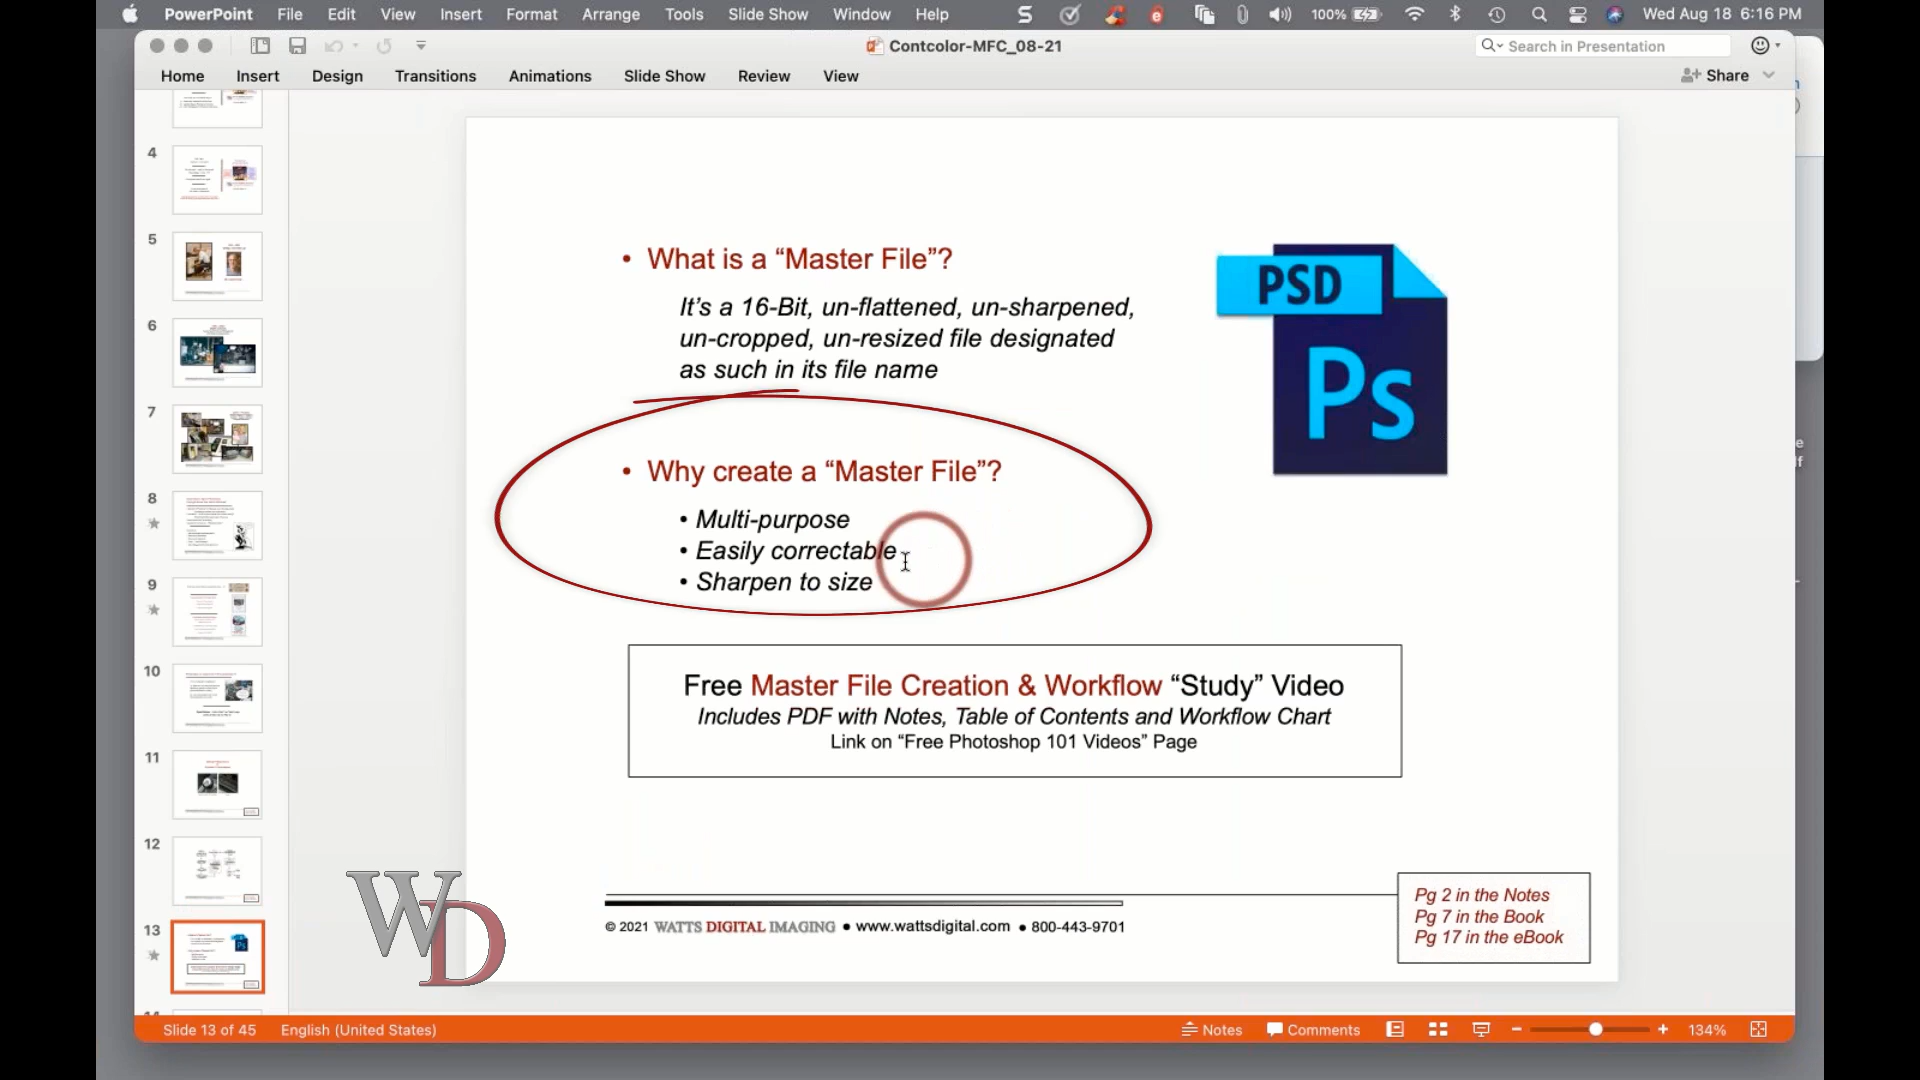 PowerPoint File Edit View Insert Format Arrange Tools Slide Show Window Help 100% Wed Aug 18 6:16 PM
Contcolor-MFC_08-21
Search in Presentation
Home Insert Design Transitions Animations Slide Show Review View Share
4
5
6
7
8
9
10
11
12
13
• What is a “Master File”?
It’s a 16-Bit, un-flattened, un-sharpened,
un-cropped, un-resized file designated
as such in its file name
• Why create a “Master File”?
• Multi-purpose
• Easily correctable
• Sharpen to size
PSD
Ps
Free Master File Creation & Workflow “Study” Video
Includes PDF with Notes, Table of Contents and Workflow Chart
Link on “Free Photoshop 101 Videos” Page
WD
© 2021 WATTS DIGITAL IMAGING ● www.wattsdigital.com ● 800-443-9701
Pg 2 in the Notes
Pg 7 in the Book
Pg 17 in the eBook
Slide 13 of 45 English (United States) Notes Comments 134%